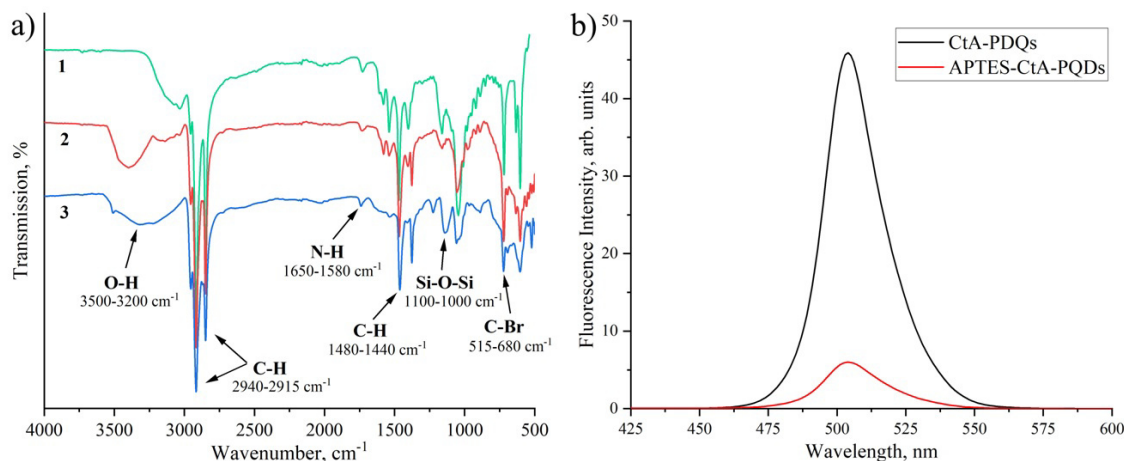 a)
1
2
3
O-H
3500-3200 cm⁻¹
C-H
2940-2915 cm⁻¹
N-H
1650-1580 cm⁻¹
C-H
1480-1440 cm⁻¹
Si-O-Si
1100-1000 cm⁻¹
C-Br
515-680 cm⁻¹
Transmission, %
4000 3500 3000 2500 2000 1500 1000 500
Wavenumber, cm⁻¹
b)
CtA-PDQs
APTES-CtA-PQDs
Fluorescence Intensity, arb. units
50
40
30
20
10
0
425 450 475 500 525 550 575 600
Wavelength, nm